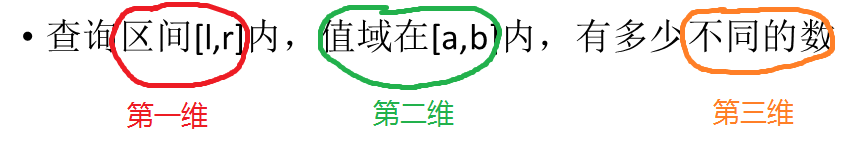 • 查询区间[l,r]内，值域在[a,b]内，有多少不同的数
第一维 第二维 第三维